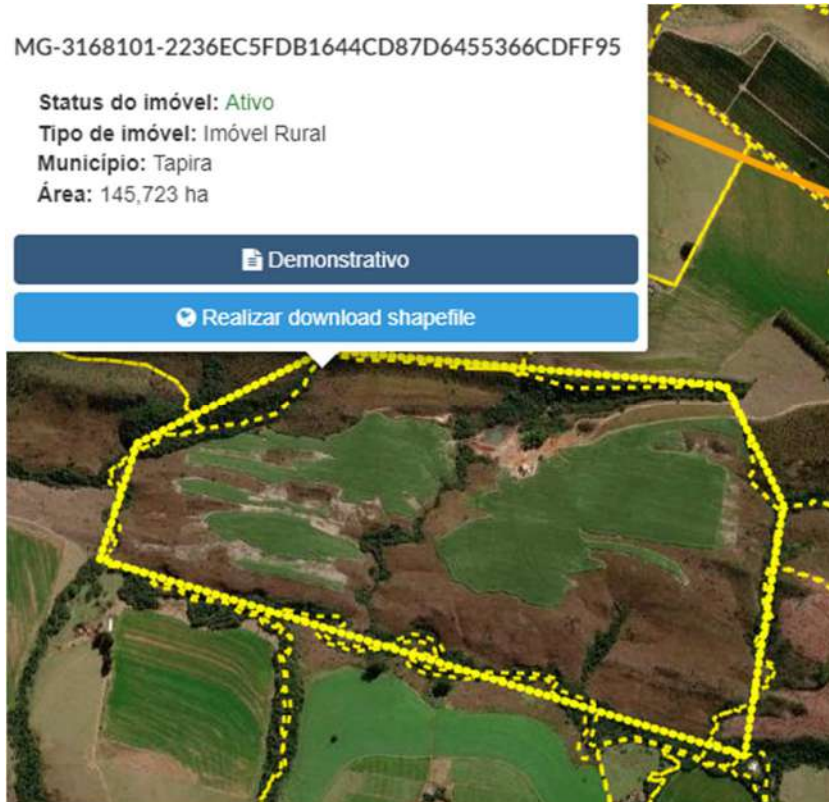 MG-3168101-2236EC5FDB1644CD87D6455366CDFF95
Status do imóvel: Ativo
Tipo de imóvel: Imóvel Rural
Município: Tapira
Área: 145,723 ha
Demonstrativo
Realizar download shapefile